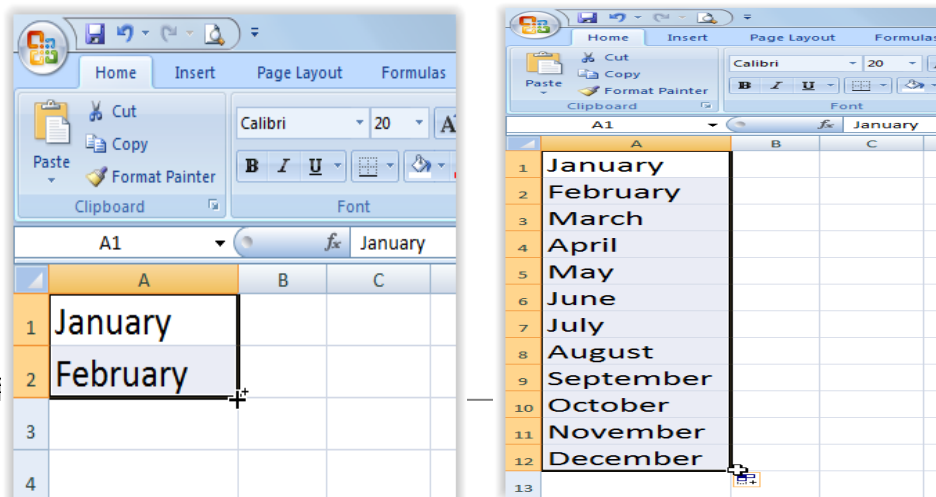 Home Insert Page Layout Formulas
Cut
Copy
Paste
Format Painter
Clipboard
Calibri 20 A
B I U
Font
A1 fx January
A B C
1 January
2 February
3
4
Home Insert Page Layout Formulas
Cut
Copy
Paste
Format Painter
Clipboard
Calibri 20
B I U
Font
A1 fx January
A B C
1 January
2 February
3 March
4 April
5 May
6 June
7 July
8 August
9 September
10 October
11 November
12 December
13